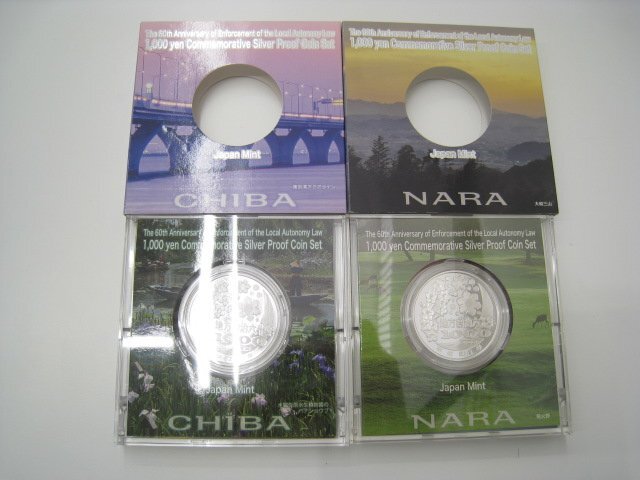 The 60th Anniversary of Enforcement of the Local Autonomy Law
1,000 yen Commemorative Silver Proof Coin Set
Japan Mint
CHIBA
The 60th Anniversary of Enforcement of the Local Autonomy Law
1,000 yen Commemorative Silver Proof Coin Set
Japan Mint
NARA
大和三山
The 60th Anniversary of Enforcement of the Local Autonomy Law
1,000 yen Commemorative Silver Proof Coin Set
Japan Mint
CHIBA
The 60th Anniversary of Enforcement of the Local Autonomy Law
1,000 yen Commemorative Silver Proof Coin Set
Japan Mint
NARA